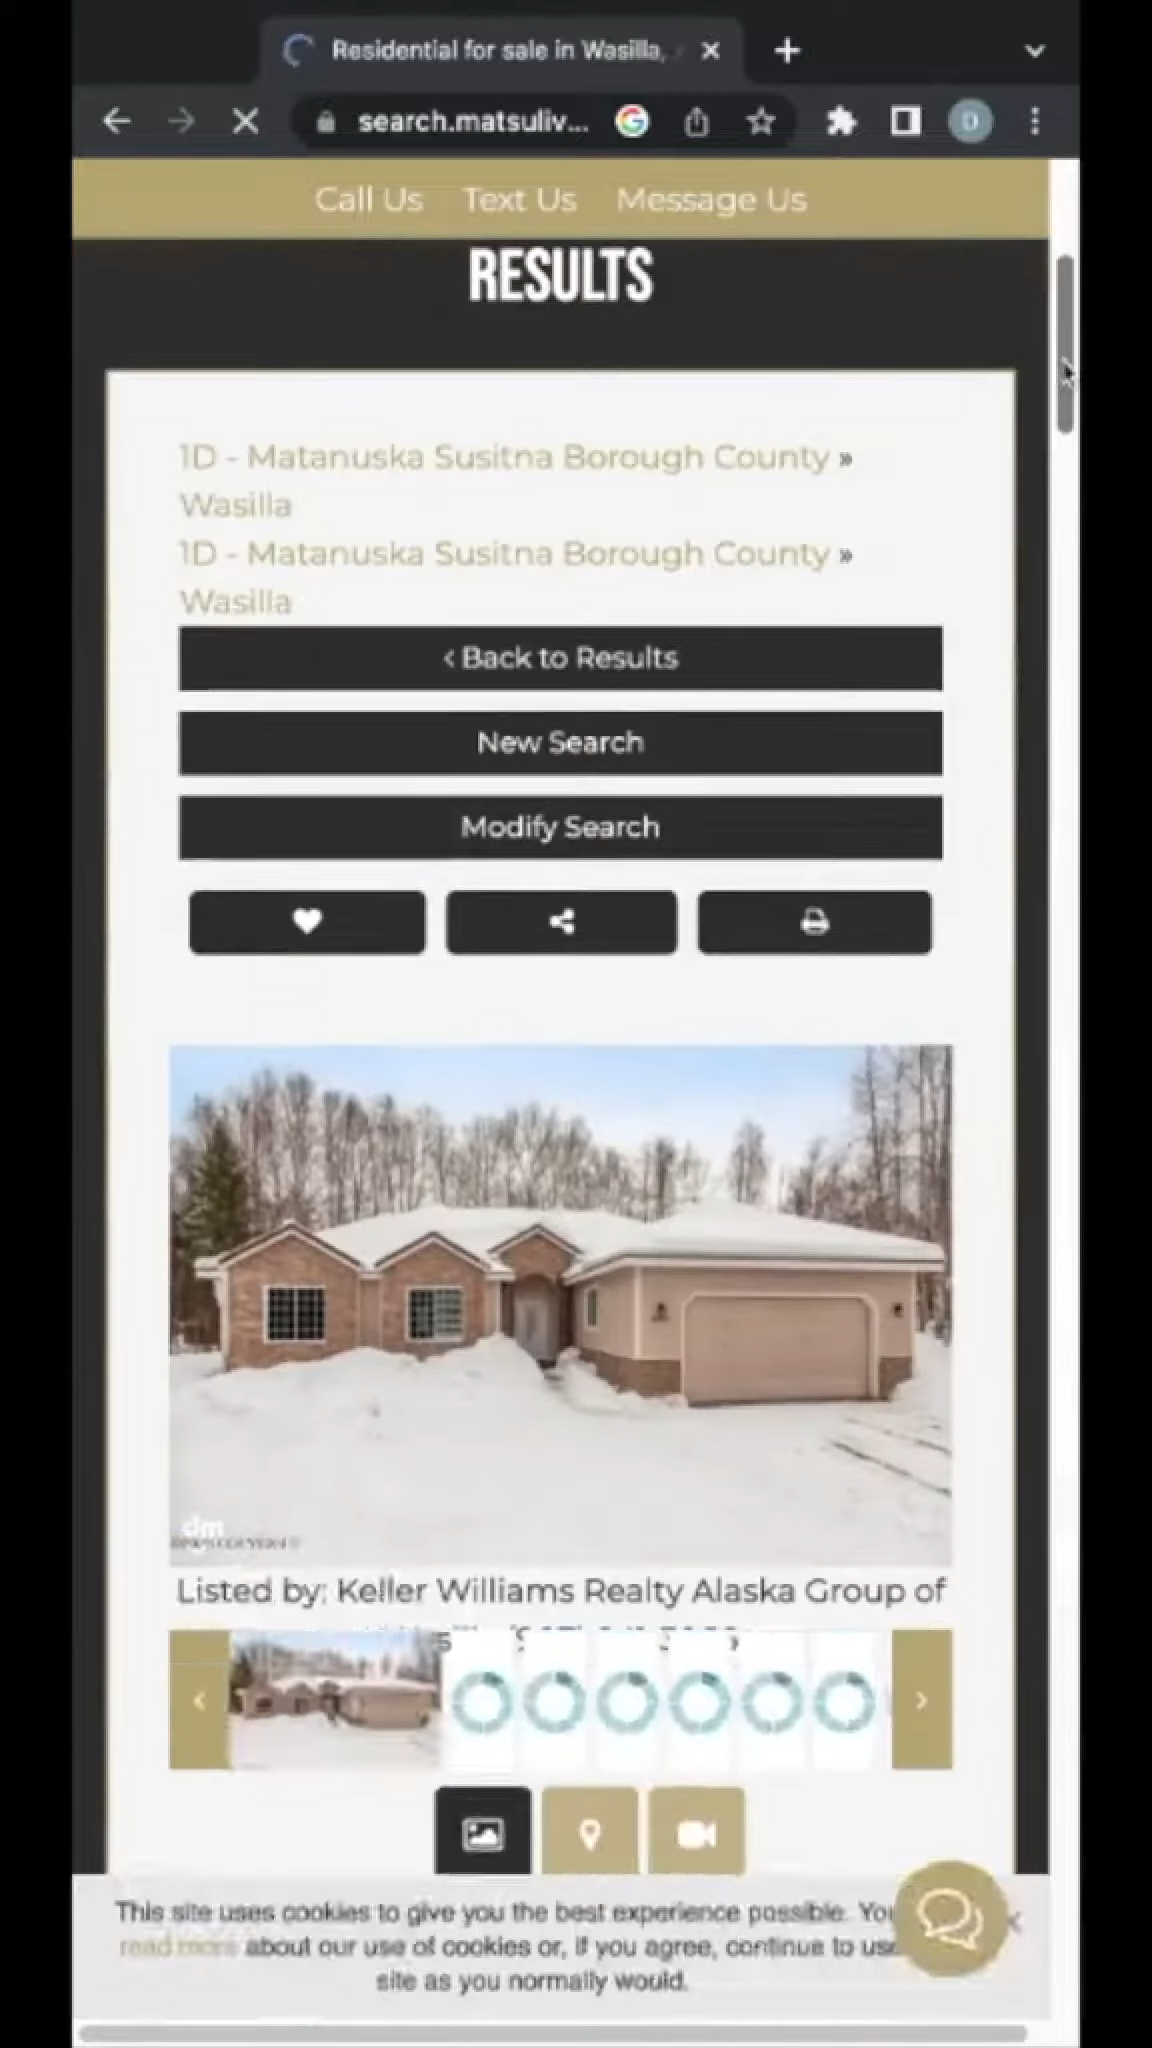 Residential for sale in Wasilla,
search.matsuliv...
D
Call Us Text Us Message Us
RESULTS
1D - Matanuska Susitna Borough County »
Wasilla
1D - Matanuska Susitna Borough County »
Wasilla
‹ Back to Results
New Search
Modify Search
dm
Listed by: Keller Williams Realty Alaska Group of
This site uses cookies to give you the best experience possible. You
read more about our use of cookies or, if you agree, continue to use
site as you normally would.